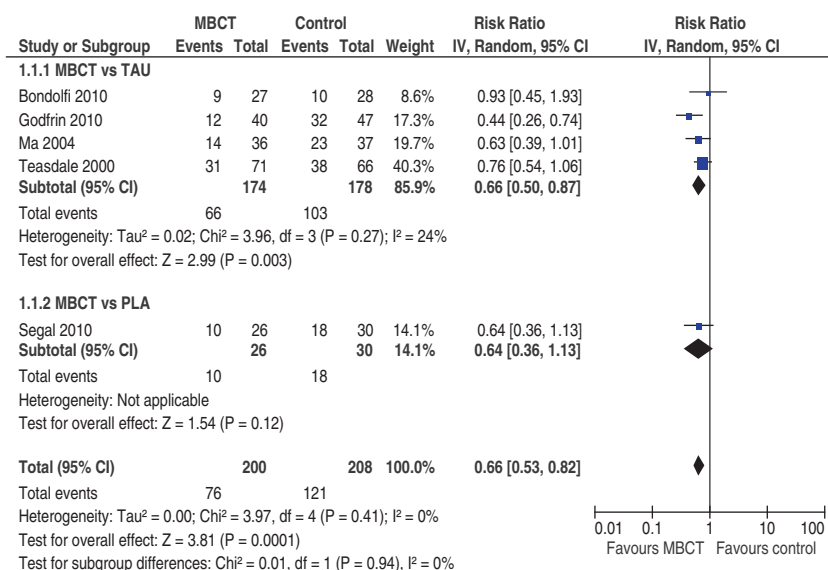 MBCT Control Risk Ratio Risk Ratio
Study or Subgroup Events Total Events Total Weight IV, Random, 95% CI IV, Random, 95% CI
1.1.1 MBCT vs TAU
Bondolfi 2010 9 27 10 28 8.6% 0.93 [0.45, 1.93]
Godfrin 2010 12 40 32 47 17.3% 0.44 [0.26, 0.74]
Ma 2004 14 36 23 37 19.7% 0.63 [0.39, 1.01]
Teasdale 2000 31 71 38 66 40.3% 0.76 [0.54, 1.06]
Subtotal (95% CI) 174 178 85.9% 0.66 [0.50, 0.87]
Total events 66 103
Heterogeneity: Tau² = 0.02; Chi² = 3.96, df = 3 (P = 0.27); I² = 24%
Test for overall effect: Z = 2.99 (P = 0.003)
1.1.2 MBCT vs PLA
Segal 2010 10 26 18 30 14.1% 0.64 [0.36, 1.13]
Subtotal (95% CI) 26 30 14.1% 0.64 [0.36, 1.13]
Total events 10 18
Heterogeneity: Not applicable
Test for overall effect: Z = 1.54 (P = 0.12)
Total (95% CI) 200 208 100.0% 0.66 [0.53, 0.82]
Total events 76 121
Heterogeneity: Tau² = 0.00; Chi² = 3.97, df = 4 (P = 0.41); I² = 0%
Test for overall effect: Z = 3.81 (P = 0.0001)
Test for subgroup differences: Chi² = 0.01, df = 1 (P = 0.94), I² = 0%
0.01 0.1 1 10 100
Favours MBCT Favours control